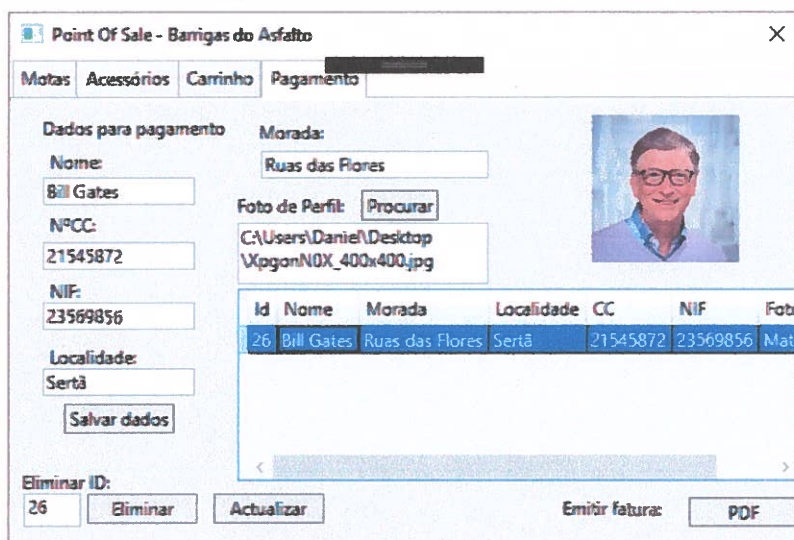 Point Of Sale - Barrigas do Asfalto
Motas Acessórios Carrinho Pagamento
Dados para pagamento
Nome:
Bill Gates
NºCC:
21545872
NIF:
23569856
Localidade:
Sertã
Salvar dados
Morada:
Ruas das Flores
Foto de Perfil: Procurar
C:\Users\Daniel\Desktop
\XpgonN0X_400x400.jpg
Id Nome Morada Localidade CC NIF Foto
26 Bill Gates Ruas das Flores Sertã 21545872 23569856 Mat
Eliminar ID:
26 Eliminar Actualizar Emitir fatura: PDF